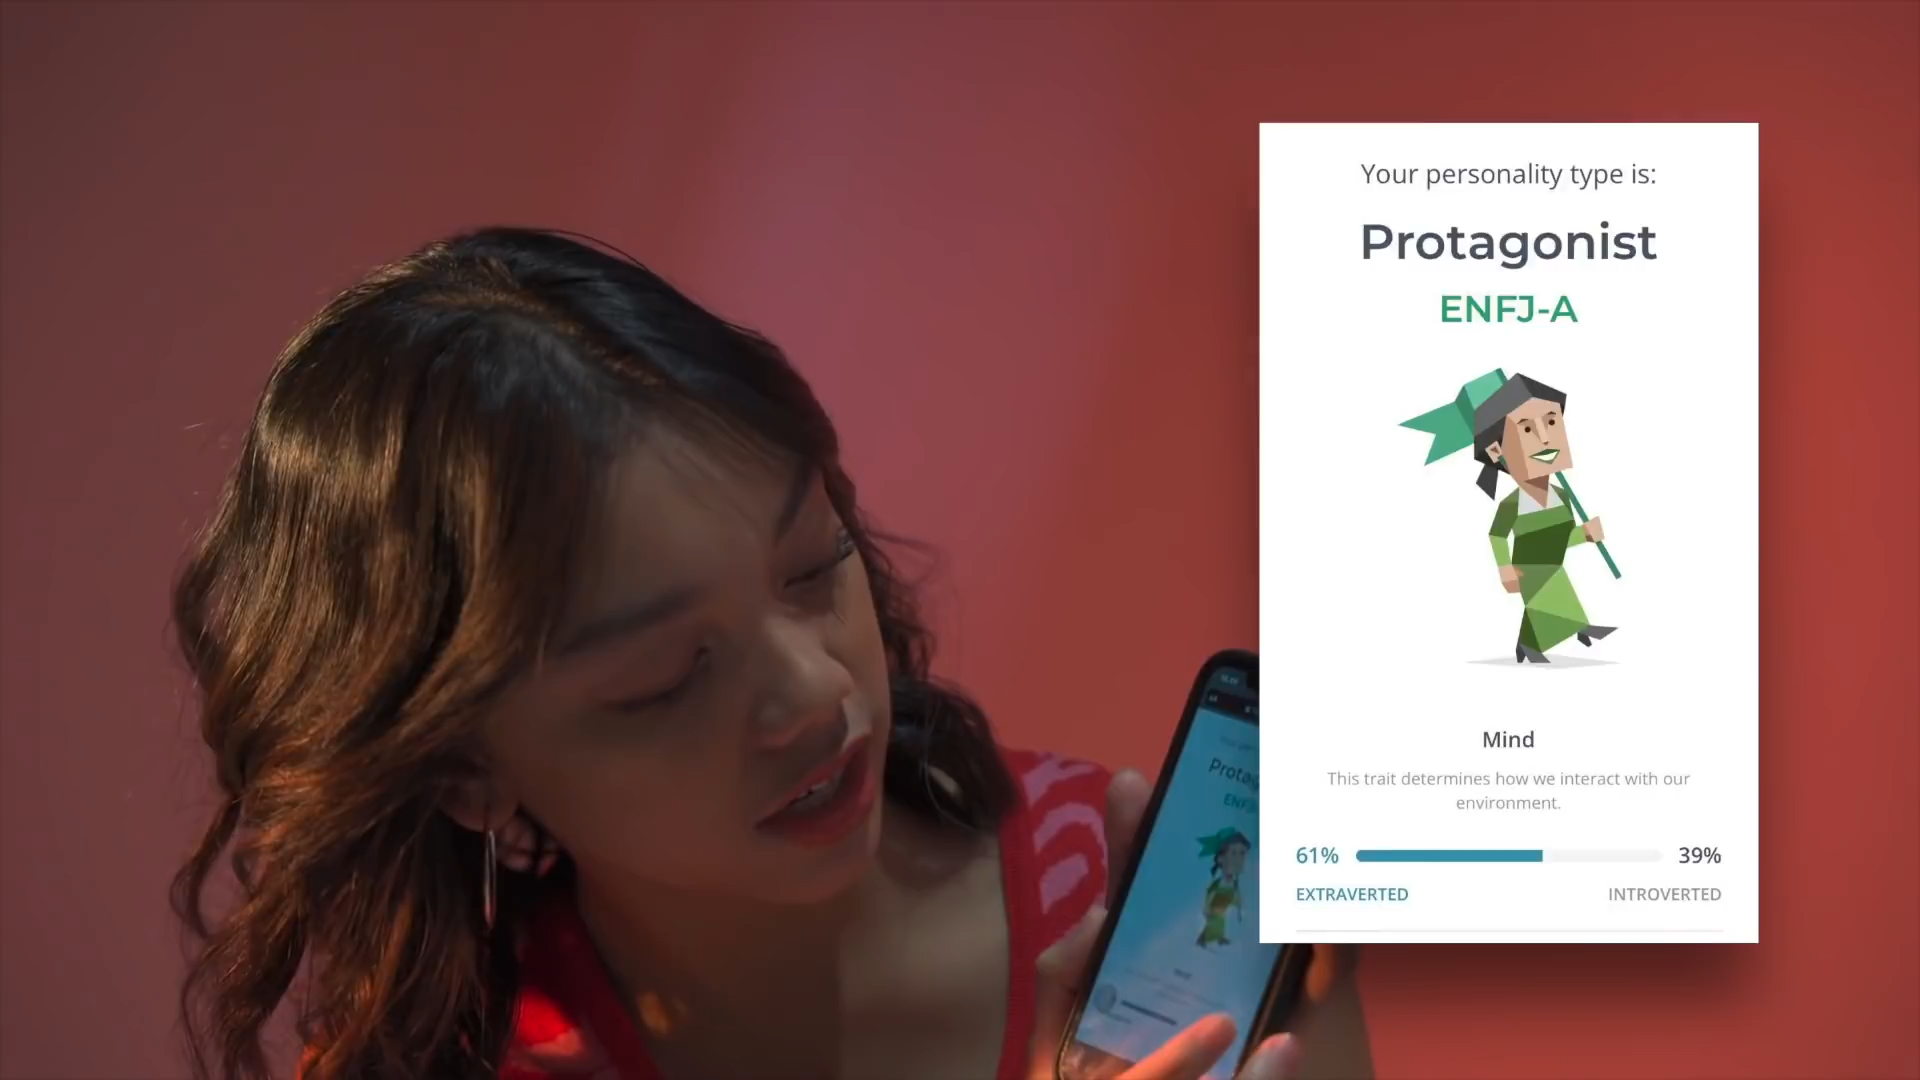 Your personality type is:
Protagonist
ENFJ-A
Mind
This trait determines how we interact with our
environment.
61%
39%
EXTRAVERTED
INTROVERTED